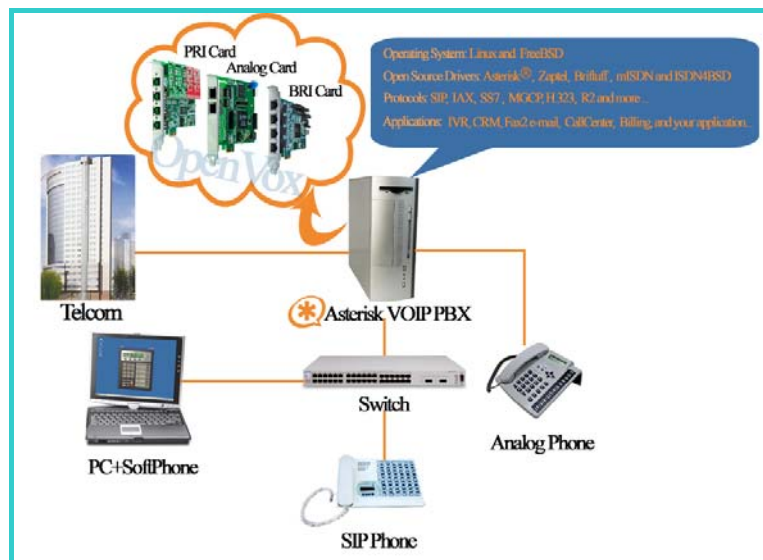 PRI Card
Analog Card
BRI Card
OpenVox
Operating System: Linux and FreeBSD
Open Source Drivers: Asterisk®, Zaptel, Briftuff, mISDN and ISDN4BSD
Protocols: SIP, IAX, SS7, MGCP, H.323, R2 and more...
Applications: IVR, CRM, Fax2 e-mail, CallCenter, Billing, and your application...
Telcom
Asterisk VOIP PBX
PC+SoftPhone
Switch
Analog Phone
SIP Phone